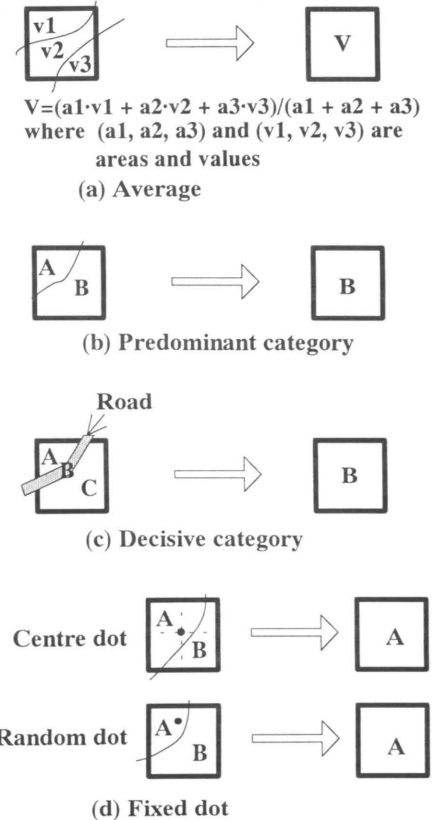 v1
v2
v3
V
V=(a1·v1 + a2·v2 + a3·v3)/(a1 + a2 + a3)
where (a1, a2, a3) and (v1, v2, v3) are
areas and values
(a) Average
A
B
B
(b) Predominant category
Road
A
B
C
B
(c) Decisive category
Centre dot
A
B
A
Random dot
A
B
A
(d) Fixed dot